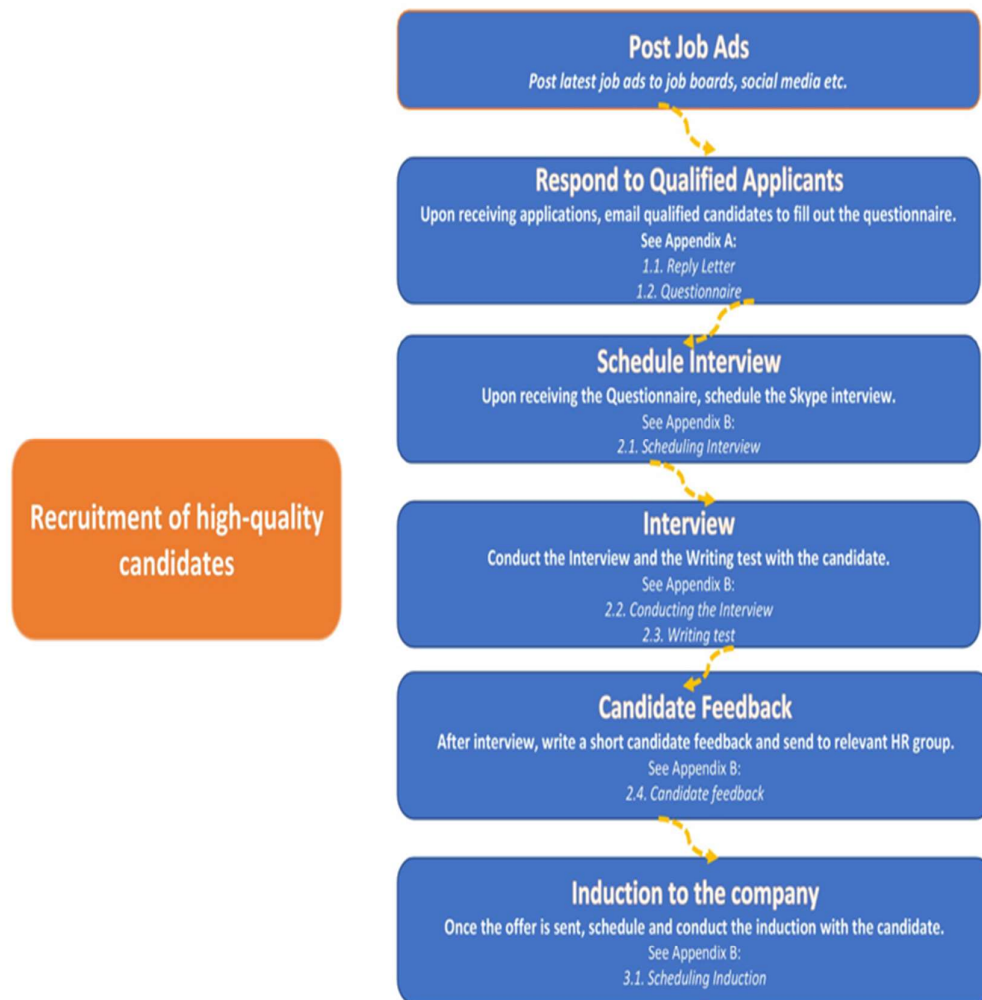 Post Job Ads
Post latest job ads to job boards, social media etc.
Respond to Qualified Applicants
Upon receiving applications, email qualified candidates to fill out the questionnaire.
See Appendix A:
1.1. Reply Letter
1.2. Questionnaire
Schedule Interview
Upon receiving the Questionnaire, schedule the Skype interview.
See Appendix B:
2.1. Scheduling Interview
Recruitment of high-quality
candidates
Interview
Conduct the Interview and the Writing test with the candidate.
See Appendix B:
2.2. Conducting the Interview
2.3. Writing test
Candidate Feedback
After interview, write a short candidate feedback and send to relevant HR group.
See Appendix B:
2.4. Candidate feedback
Induction to the company
Once the offer is sent, schedule and conduct the induction with the candidate.
See Appendix B:
3.1. Scheduling Induction